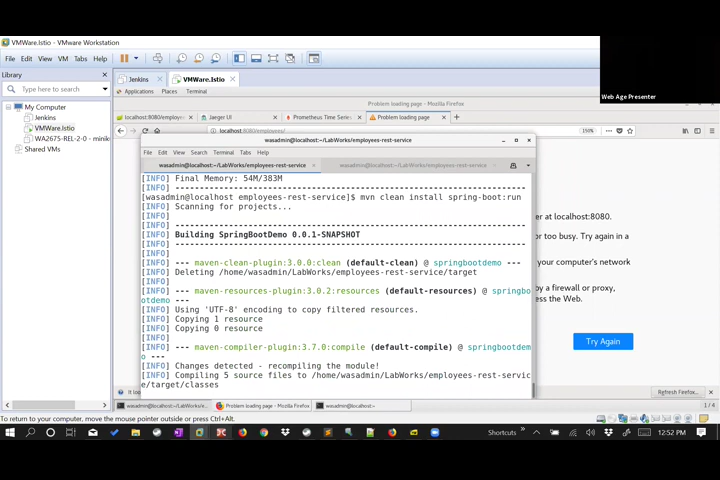 VMWare.Istio - VMware Workstation
File Edit View VM Tabs Help
Web Age Presenter
Library
Type here to search
My Computer
Jenkins
VMWare.Istio
WA2675-REL-2-0 - minik
Shared VMs
Jenkins
VMWare.Istio
Applications Places Terminal
Problem loading page - Mozilla Firefox
localhost:8080/employe
Jaeger UI
Prometheus Time Series
Problem loading page
localhost:8080/employees/
150%
wasadmin@localhost:~/LabWorks/employees-rest-service
File Edit View Search Terminal Tabs Help
wasadmin@localhost:~/LabWorks/employees-rest-service
wasadmin@localhost:~/LabWorks/employees-rest-service
[INFO] Final Memory: 54M/383M
[INFO] ------------------------------------------------------------------------
[wasadmin@localhost employees-rest-service]$ mvn clean install spring-boot:run
[INFO] Scanning for projects...
[INFO]
[INFO] ------------------------------------------------------------------------
[INFO] Building SpringBootDemo 0.0.1-SNAPSHOT
[INFO] ------------------------------------------------------------------------
[INFO]
[INFO] --- maven-clean-plugin:3.0.0:clean (default-clean) @ springbootdemo ---
[INFO] Deleting /home/wasadmin/LabWorks/employees-rest-service/target
[INFO]
[INFO] --- maven-resources-plugin:3.0.2:resources (default-resources) @ springbo
otdemo ---
[INFO] Using 'UTF-8' encoding to copy filtered resources.
[INFO] Copying 1 resource
[INFO] Copying 0 resource
[INFO]
[INFO] --- maven-compiler-plugin:3.7.0:compile (default-compile) @ springbootdem
o ---
[INFO] Changes detected - recompiling the module!
[INFO] Compiling 5 source files to /home/wasadmin/LabWorks/employees-rest-servic
e/target/classes
er at localhost:8080.
or too busy. Try again in a
your computer's network
by a firewall or proxy,
ess the Web.
Try Again
It loo
Refresh Firefox...
wasadmin@localhost:~/LabWorks/e...
Problem loading page - Mozilla Firefox
wasadmin@localhost:~
1 / 4
To return to your computer, move the mouse pointer outside or press Ctrl+Alt.
Shortcuts
12:52 PM